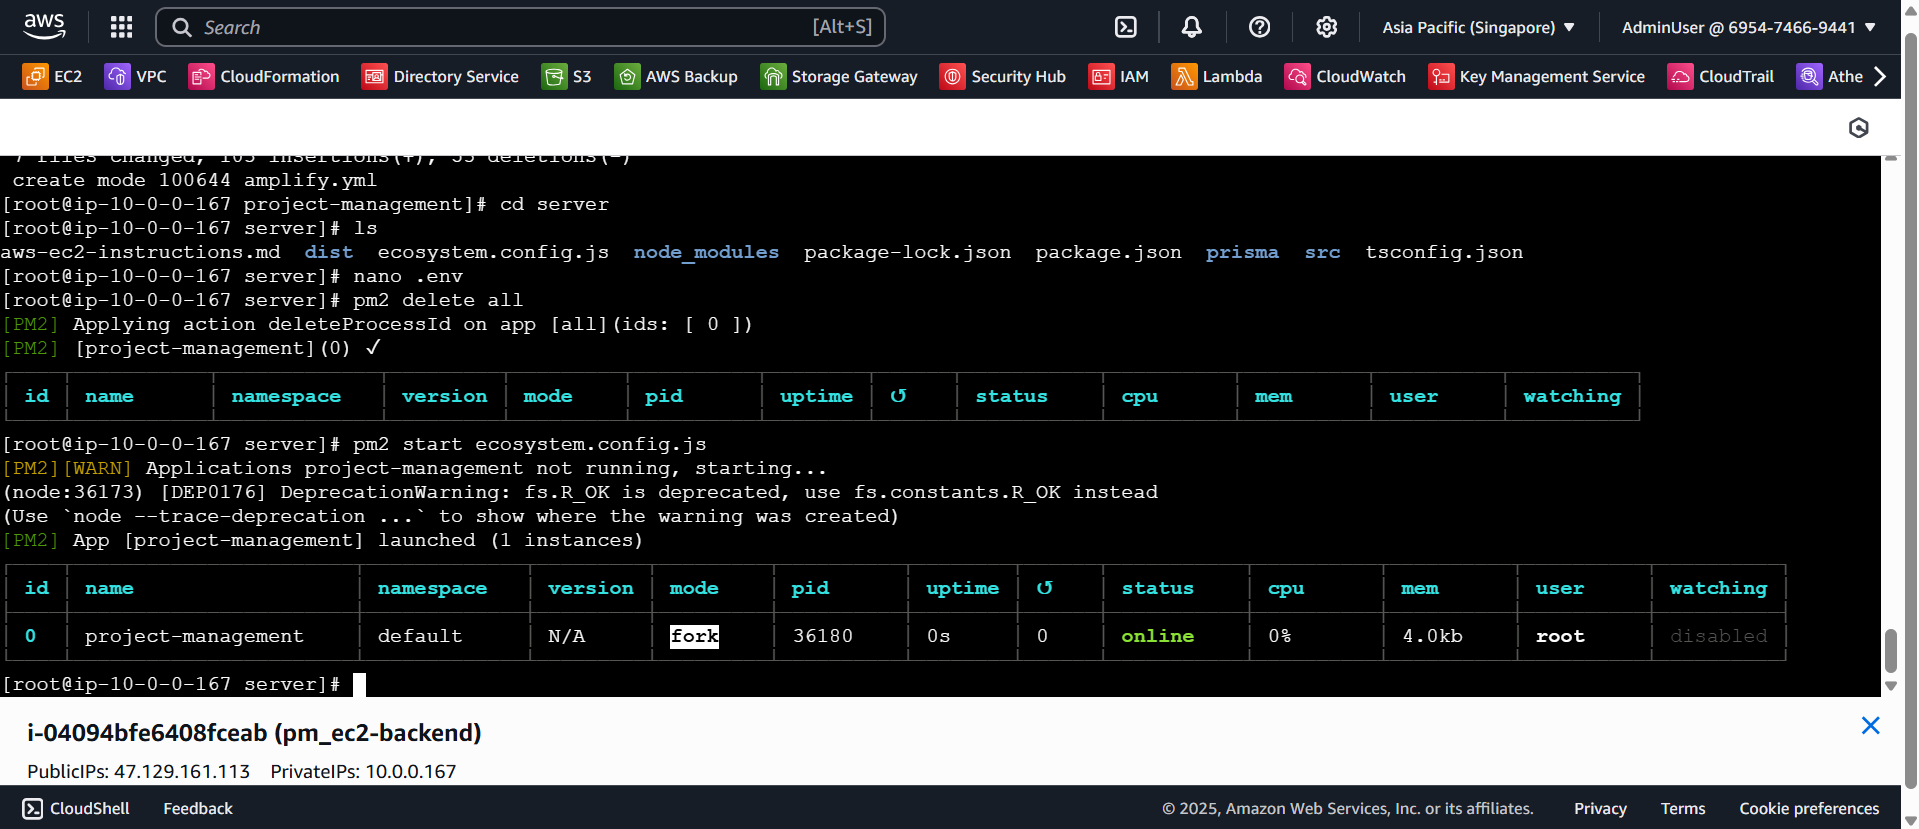 aws
Search
[Alt+S]
Asia Pacific (Singapore) ▼
AdminUser @ 6954-7466-9441 ▼
EC2 VPC CloudFormation Directory Service S3 AWS Backup Storage Gateway Security Hub IAM Lambda CloudWatch Key Management Service CloudTrail Athe
7 files changed, 103 insertions(+), 55 deletions(-)
create mode 100644 amplify.yml
[root@ip-10-0-0-167 project-management]# cd server
[root@ip-10-0-0-167 server]# ls
aws-ec2-instructions.md dist ecosystem.config.js node_modules package-lock.json package.json prisma src tsconfig.json
[root@ip-10-0-0-167 server]# nano .env
[root@ip-10-0-0-167 server]# pm2 delete all
[PM2] Applying action deleteProcessId on app [all](ids: [ 0 ])
[PM2] [project-management](0) ✓
id name namespace version mode pid uptime ↺ status cpu mem user watching
[root@ip-10-0-0-167 server]# pm2 start ecosystem.config.js
[PM2][WARN] Applications project-management not running, starting...
(node:36173) [DEP0176] DeprecationWarning: fs.R_OK is deprecated, use fs.constants.R_OK instead
(Use `node --trace-deprecation ...` to show where the warning was created)
[PM2] App [project-management] launched (1 instances)
id name namespace version mode pid uptime ↺ status cpu mem user watching
0 project-management default N/A fork 36180 0s 0 online 0% 4.0kb root disabled
[root@ip-10-0-0-167 server]#
i-04094bfe6408fceab (pm_ec2-backend)
PublicIPs: 47.129.161.113 PrivateIPs: 10.0.0.167
CloudShell Feedback © 2025, Amazon Web Services, Inc. or its affiliates. Privacy Terms Cookie preferences